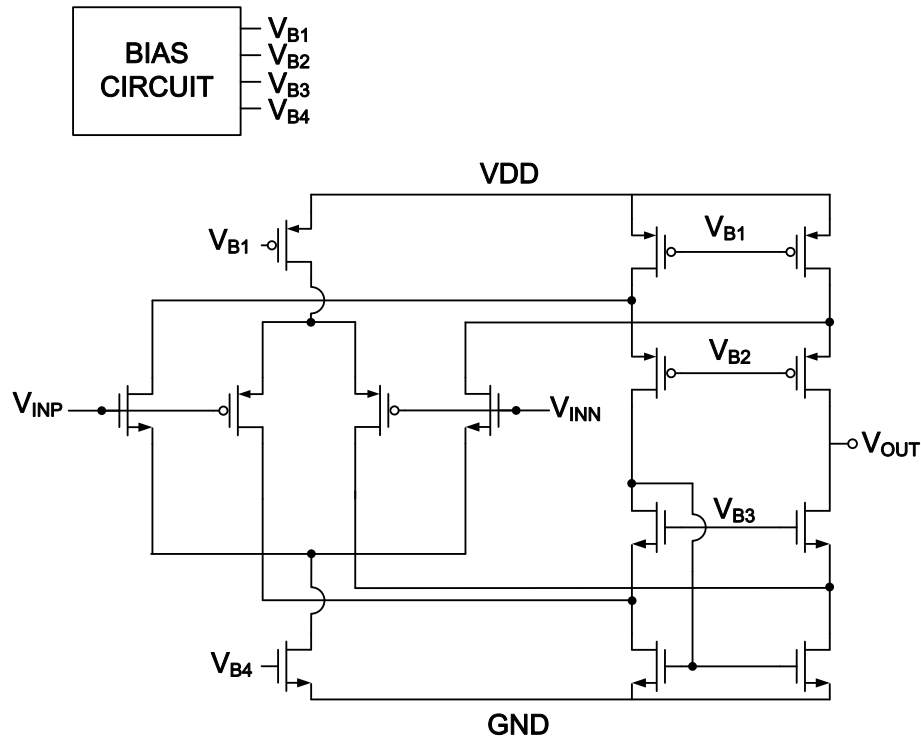 BIAS
CIRCUIT
VB1
VB2
VB3
VB4
VDD
VB1
VB1
VB2
VINP
VINN
VOUT
VB3
VB4
GND